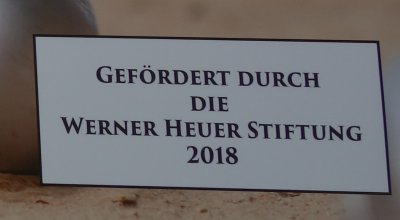 GEFÖRDERT DURCH
DIE
WERNER HEUER STIFTUNG
2018